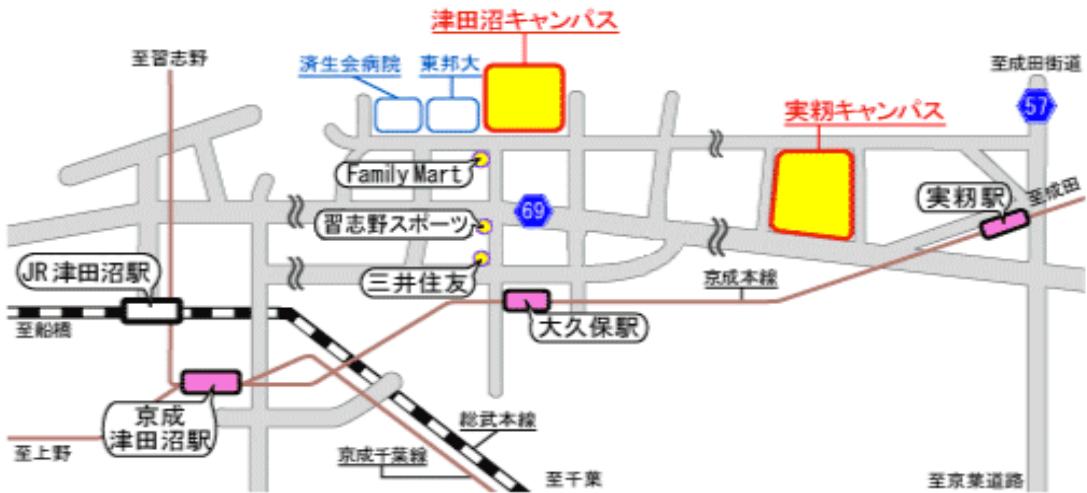 津田沼キャンパス
至習志野
済生会病院
東邦大
至成田街道
57
実籾キャンパス
Family Mart
実籾駅
至成田
習志野スポーツ
69
JR津田沼駅
三井住友
京成本線
至船橋
大久保駅
京成
津田沼駅
総武本線
至上野
京成千葉線
至千葉
至京葉道路